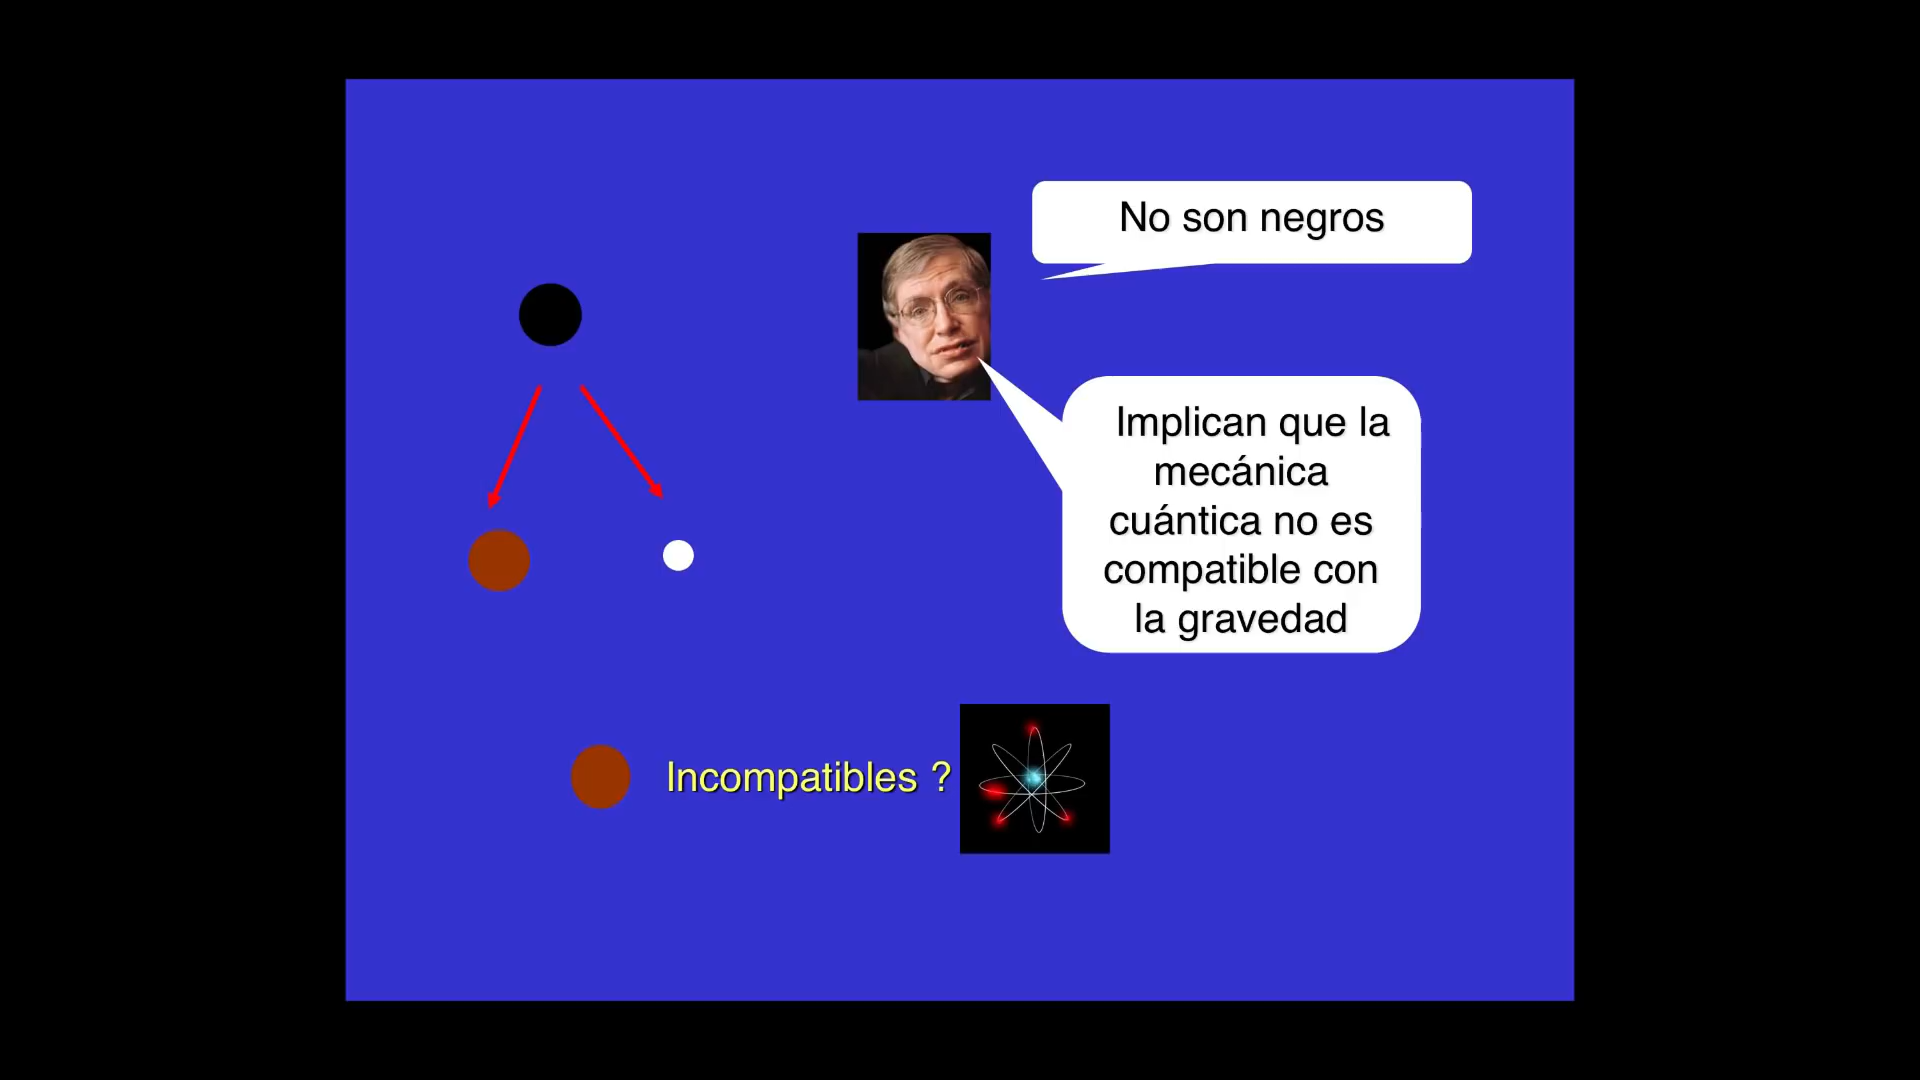 No son negros
Implican que la
mecánica
cuántica no es
compatible con
la gravedad
Incompatibles ?